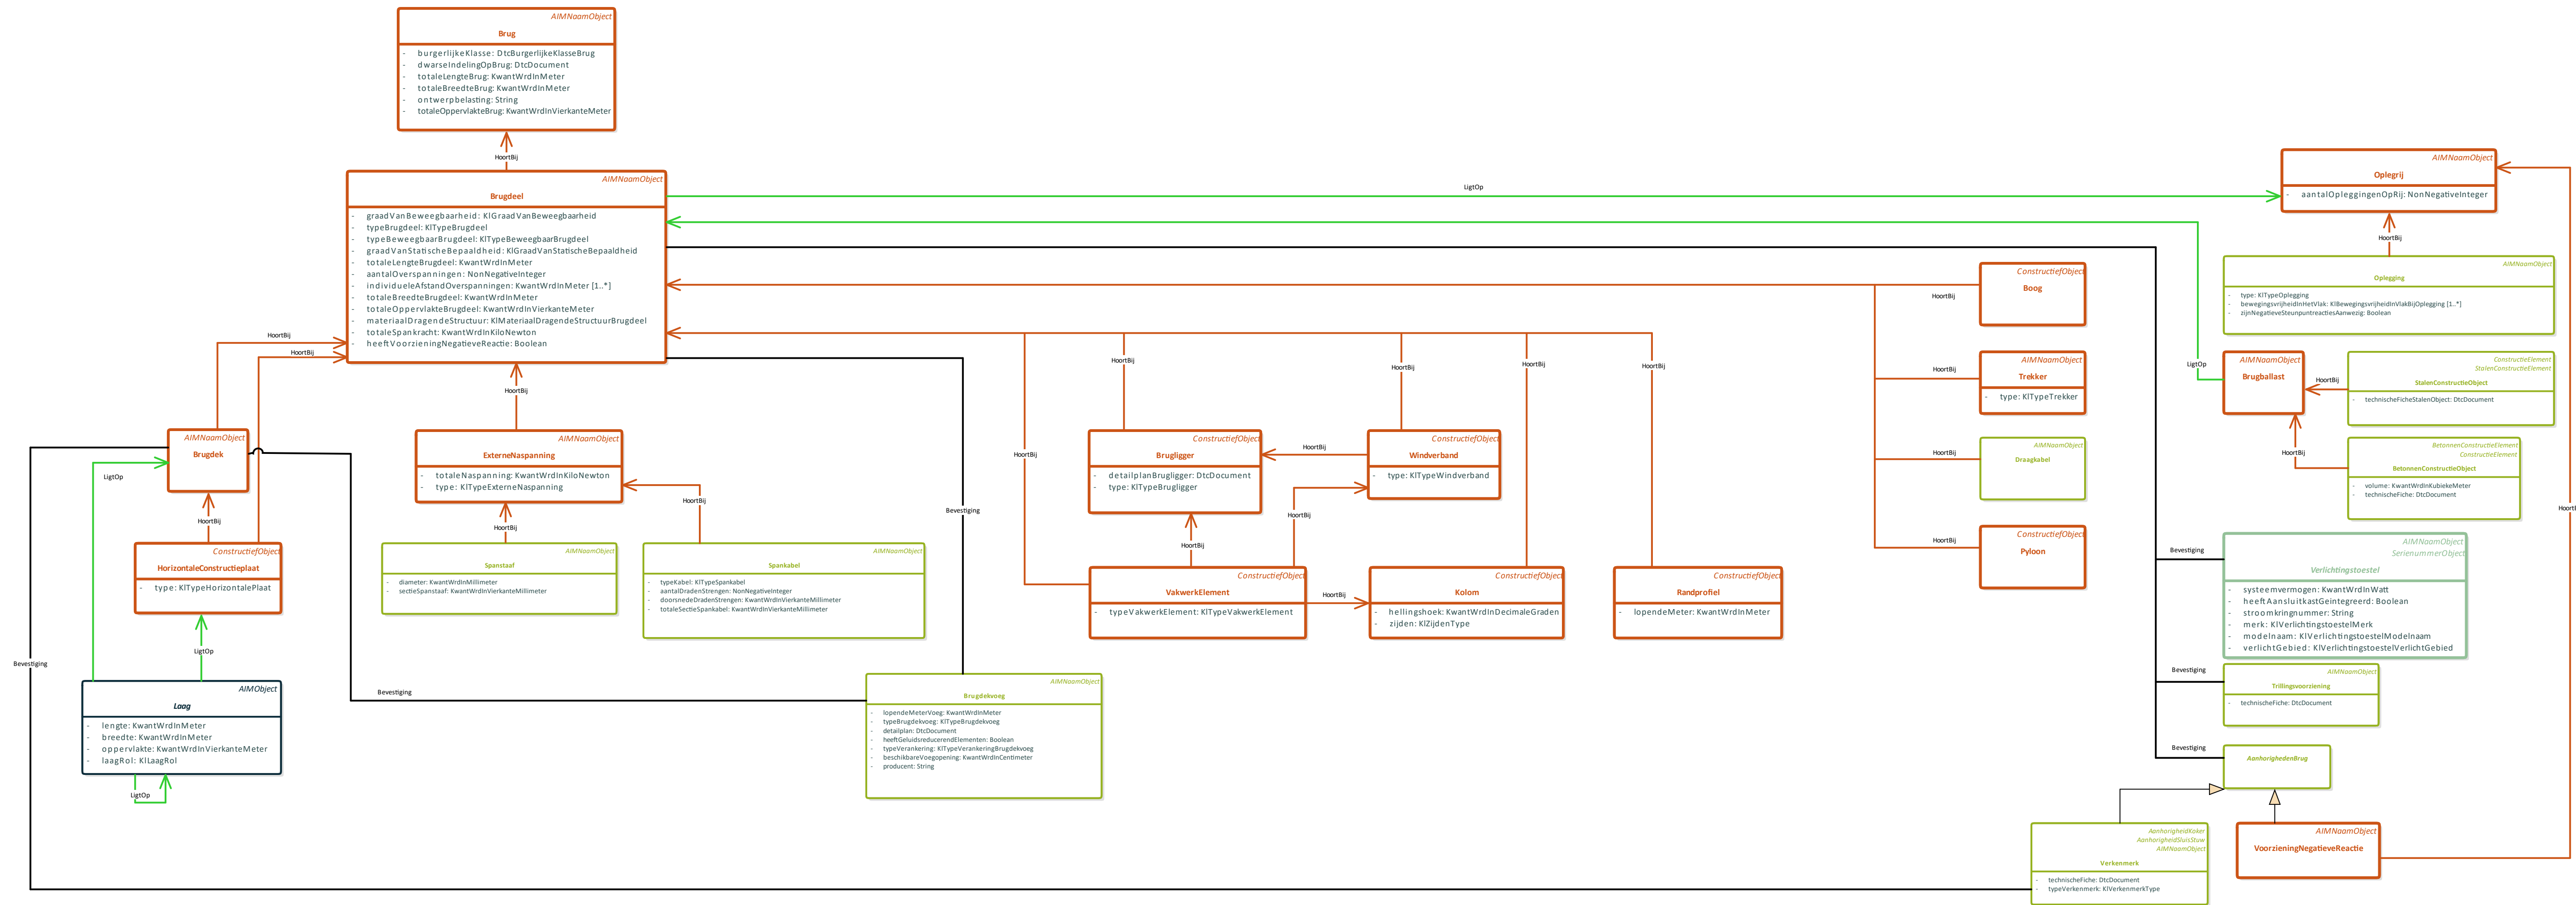 AIMNaamObject
Brug
- burgerlijkeKlasse: DtcBurgerlijkeKlasseBrug
- dwarseIndelingOpBrug: DtcDocument
- totaleLengteBrug: KwantWrdInMeter
- totaleBreedteBrug: KwantWrdInMeter
- ontwerpbelasting: String
- totaleOppervlakteBrug: KwantWrdInVierkanteMeter
HoortBij
AIMNaamObject
Brugdeel
- graadVanBeweegbaarheid: KlGraadVanBeweegbaarheid
- typeBrugdeel: KlTypeBrugdeel
- typeBeweegbaarBrugdeel: KlTypeBeweegbaarBrugdeel
- graadVanStatischeBepaaldheid: KlGraadVanStatischeBepaaldheid
- totaleLengteBrugdeel: KwantWrdInMeter
- aantalOverspanningen: NonNegativeInteger
- individueleAfstandOverspanningen: KwantWrdInMeter [1..*]
- totaleBreedteBrugdeel: KwantWrdInMeter
- totaleOppervlakteBrugdeel: KwantWrdInVierkanteMeter
- materiaalDragendeStructuur: KlMateriaalDragendeStructuurBrugdeel
- totaleSpankracht: KwantWrdInKiloNewton
- heeftVoorzieningNegatieveReactie: Boolean
LigtOp
AIMNaamObject
Oplegrij
- aantalOpleggingenOpRij: NonNegativeInteger
HoortBij
AIMNaamObject
Oplegging
- type: KlTypeOplegging
- bewegingsvrijheidInHetVlak: KlBewegingsvrijheidInVlakBijOplegging [1..*]
- zijnNegatieveSteunpuntreactiesAanwezig: Boolean
ConstructiefObject
Boog
HoortBij
AIMNaamObject
Trekker
- type: KlTypeTrekker
HoortBij
AIMNaamObject
Draagkabel
HoortBij
ConstructiefObject
Pyloon
HoortBij
LigtOp
AIMNaamObject
Brugballast
HoortBij
ConstructieElement
StalenConstructieElement
StalenConstructieObject
- technischeFicheStalenObject: DtcDocument
HoortBij
BetonnenConstructieElement
ConstructieElement
BetonnenConstructieObject
- volume: KwantWrdInKubiekeMeter
- technischeFiche: DtcDocument
HoortBij
HoortBij
HoortBij
HoortBij
HoortBij
HoortBij
HoortBij
HoortBij
AIMNaamObject
Brugdek
LigtOp
HoortBij
AIMNaamObject
ExterneNaspanning
- totaleNaspanning: KwantWrdInKiloNewton
- type: KlTypeExterneNaspanning
HoortBij
HoortBij
Bevestiging
ConstructiefObject
Brugligger
- detailplanBrugligger: DtcDocument
- type: KlTypeBrugligger
HoortBij
ConstructiefObject
Windverband
- type: KlTypeWindverband
HoortBij
HoortBij
ConstructiefObject
HorizontaleConstructieplaat
- type: KlTypeHorizontalePlaat
AIMNaamObject
Spanstaaf
- diameter: KwantWrdInMillimeter
- sectieSpanstaaf: KwantWrdInVierkanteMillimeter
AIMNaamObject
Spankabel
- typeKabel: KlTypeSpankabel
- aantalDradenStrengen: NonNegativeInteger
- doorsnedeDradenStrengen: KwantWrdInVierkanteMillimeter
- totaleSectieSpankabel: KwantWrdInVierkanteMillimeter
ConstructiefObject
VakwerkElement
- typeVakwerkElement: KlTypeVakwerkElement
HoortBij
ConstructiefObject
Kolom
- hellingshoek: KwantWrdInDecimaleGraden
- zijden: KlZijdenType
ConstructiefObject
Randprofiel
- lopendeMeter: KwantWrdInMeter
Bevestiging
AIMNaamObject
SerienummerObject
Verlichtingstoestel
- systeemvermogen: KwantWrdInWatt
- heeftAansluitkastGeintegreerd: Boolean
- stroomkringnummer: String
- merk: KlVerlichtingstoestelMerk
- modelnaam: KlVerlichtingstoestelModelnaam
- verlichtGebied: KlVerlichtingstoestelVerlichtGebied
LigtOp
Bevestiging
AIMObject
Laag
- lengte: KwantWrdInMeter
- breedte: KwantWrdInMeter
- oppervlakte: KwantWrdInVierkanteMeter
- laagRol: KlLaagRol
LigtOp
Bevestiging
AIMNaamObject
Brugdekvoeg
- lopendeMeterVoeg: KwantWrdInMeter
- typeBrugdekvoeg: KlTypeBrugdekvoeg
- detailplan: DtcDocument
- heeftGeluidsreducerendElementen: Boolean
- typeVerankering: KlTypeVerankeringBrugdekvoeg
- beschikbareVoegopening: KwantWrdInCentimeter
- producent: String
Bevestiging
AIMNaamObject
Trillingsvoorziening
- technischeFiche: DtcDocument
Bevestiging
AanhorighedenBrug
AanhorigheidKoker
AanhorigheidSluisStuw
AIMNaamObject
Verkenmerk
- technischeFiche: DtcDocument
- typeVerkenmerk: KlVerkenmerkType
AIMNaamObject
VoorzieningNegatieveReactie